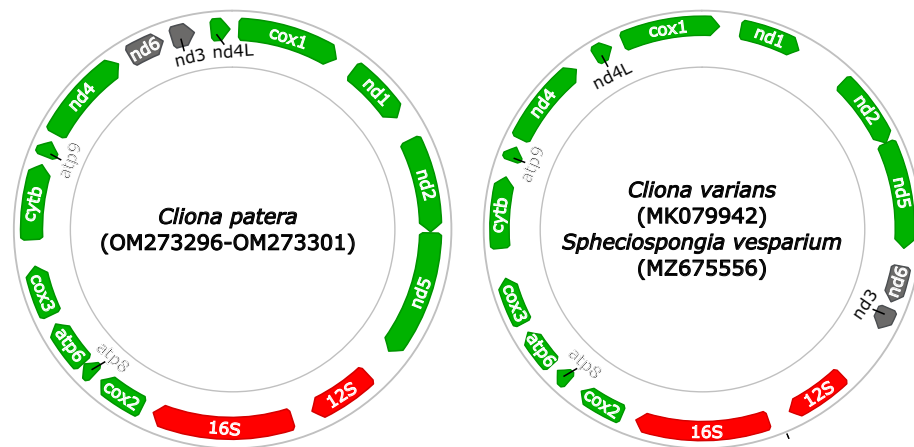 cox1
nd1
nd2
nd5
12S
16S
cox2
atp8
atp6
cox3
cytb
atp9
nd4
nd6
nd3
nd4L
Cliona patera
(OM273296-OM273301)
cox1
nd1
nd2
nd5
nd6
nd3
12S
16S
cox2
atp8
atp6
cox3
cytb
atp9
nd4
nd4L
Cliona varians
(MK079942)
Spheciospongia vesparium
(MZ675556)